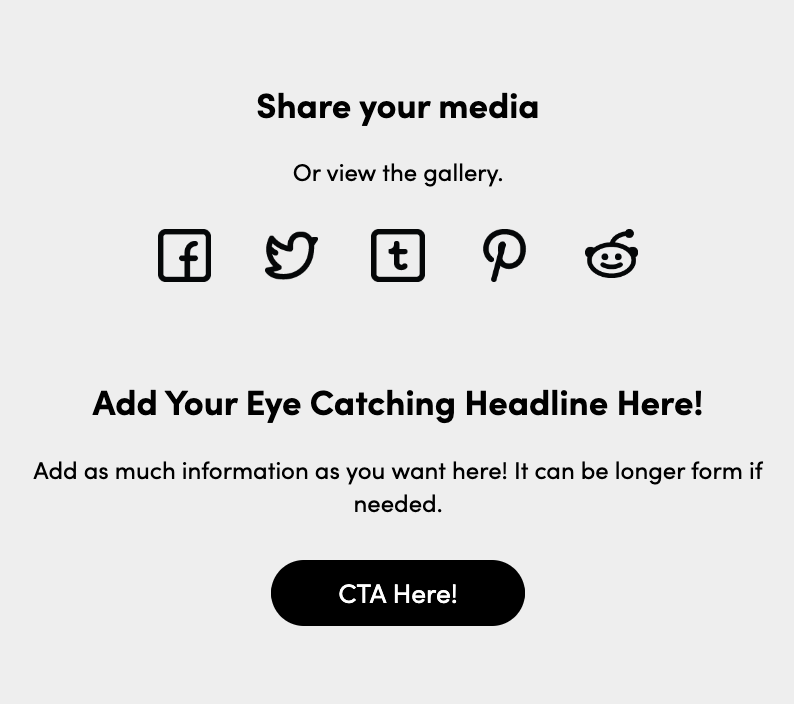 Share your media
Or view the gallery.
Add Your Eye Catching Headline Here!
Add as much information as you want here! It can be longer form if
needed.
CTA Here!